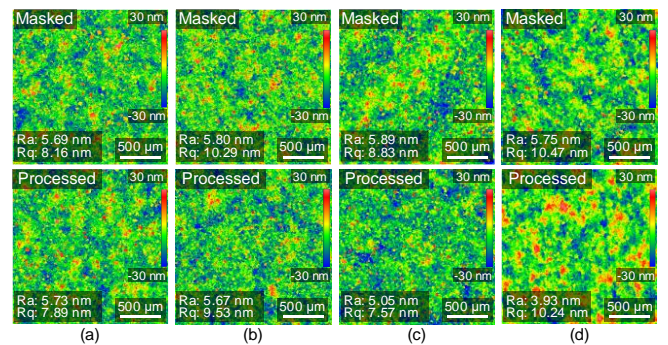 Masked 30 nm
-30 nm
Ra: 5.69 nm
Rq: 8.16 nm 500 µm
Masked 30 nm
-30 nm
Ra: 5.80 nm
Rq: 10.29 nm 500 µm
Masked 30 nm
-30 nm
Ra: 5.89 nm
Rq: 8.83 nm 500 µm
Masked 30 nm
-30 nm
Ra: 5.75 nm
Rq: 10.47 nm 500 µm
Processed 30 nm
-30 nm
Ra: 5.73 nm
Rq: 7.89 nm 500 µm
Processed 30 nm
-30 nm
Ra: 5.67 nm
Rq: 9.53 nm 500 µm
Processed 30 nm
-30 nm
Ra: 5.05 nm
Rq: 7.57 nm 500 µm
Processed 30 nm
-30 nm
Ra: 3.93 nm
Rq: 10.24 nm 500 µm
(a) (b) (c) (d)